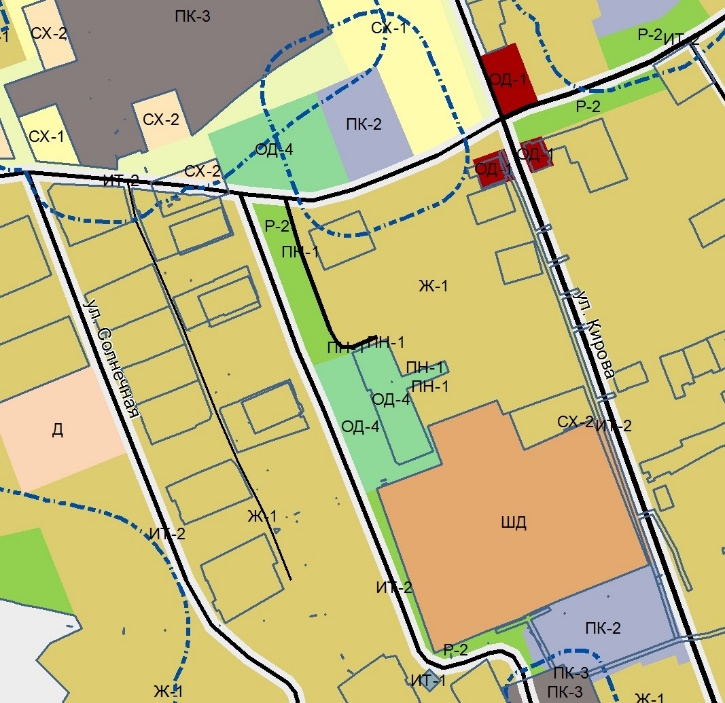 ПК-3
СХ-2
-1
СХ-1
Р-2
ИТ-2
ОД-1
СХ-2
Р-2
ПК-2
СХ-1
ОД-4
ОД-1
ОД-1
СХ-2
ИТ-2
Р-2
ПН-1
Ж-1
ул. Солнечная
ул. Кирова
ПН-1
ПН-1
ПН-1
ПН-1
ОД-4
ОД-4
СХ-2
ИТ-2
Д
Ж-1
ШД
ИТ-2
ИТ-2
ПК-2
Р-2
ПК-3
ИТ-1
ПК-3
Ж-1
Ж-1